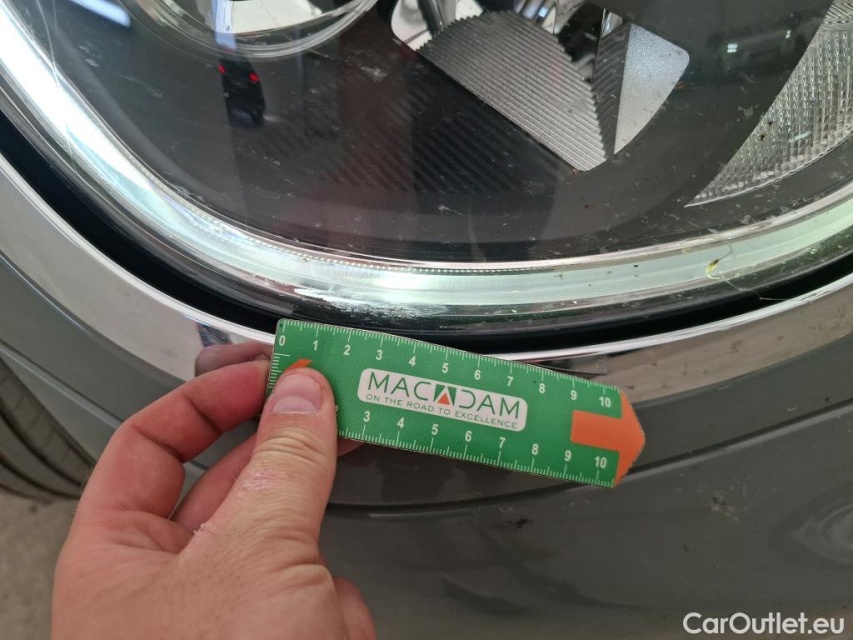 0 1 2 3 4 5 6 7 8 9 10
MACADAM
ON THE ROAD TO EXCELLENCE
3 4 5 6 7 8 9 10
CarOutlet.eu